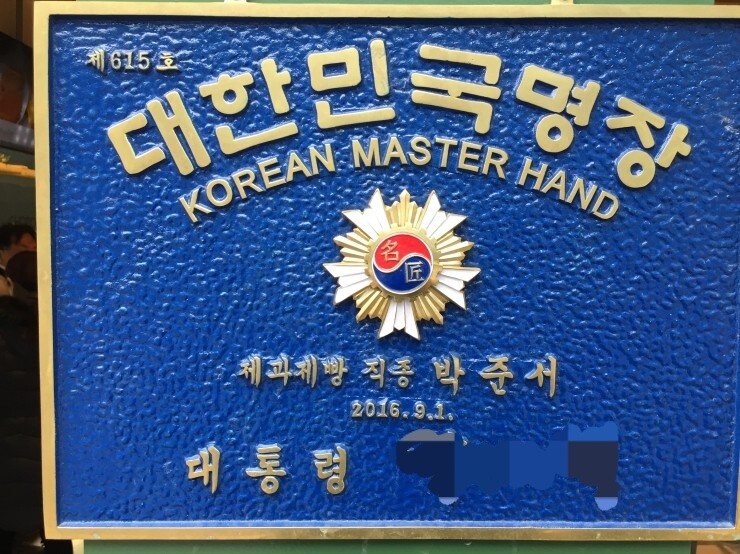 제615호
대한민국명장
KOREAN MASTER HAND
名匠
제과제빵 직종 박준서
2016.9.1.
대통령